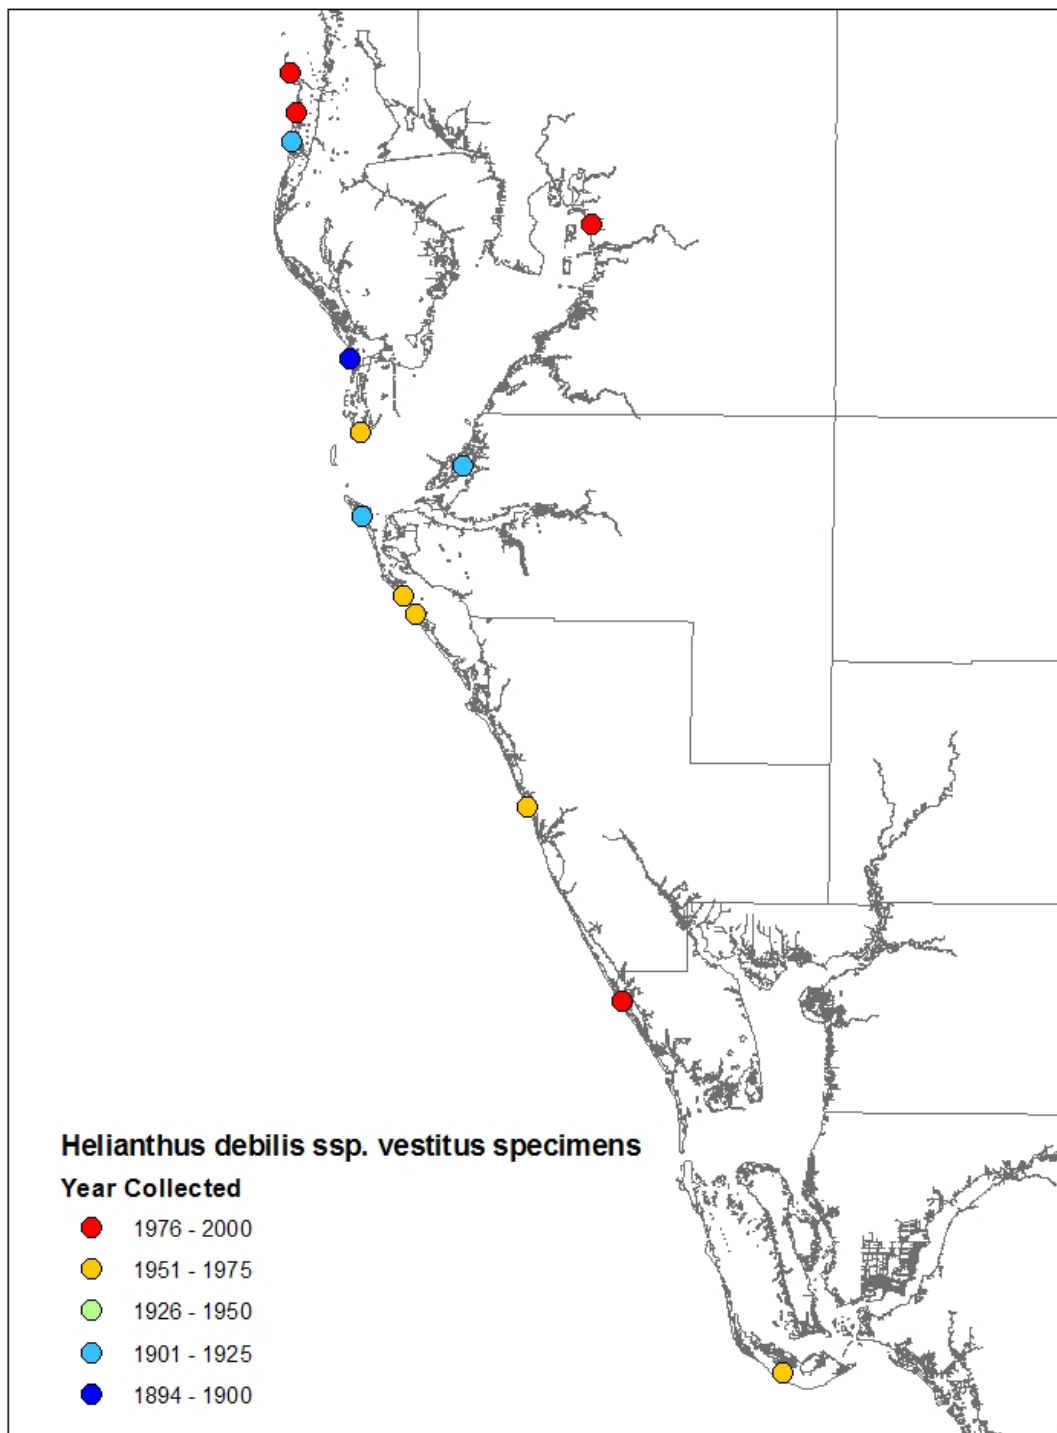 Helianthus debilis ssp. vestitus specimens
Year Collected
1976 - 2000
1951 - 1975
1926 - 1950
1901 - 1925
1894 - 1900